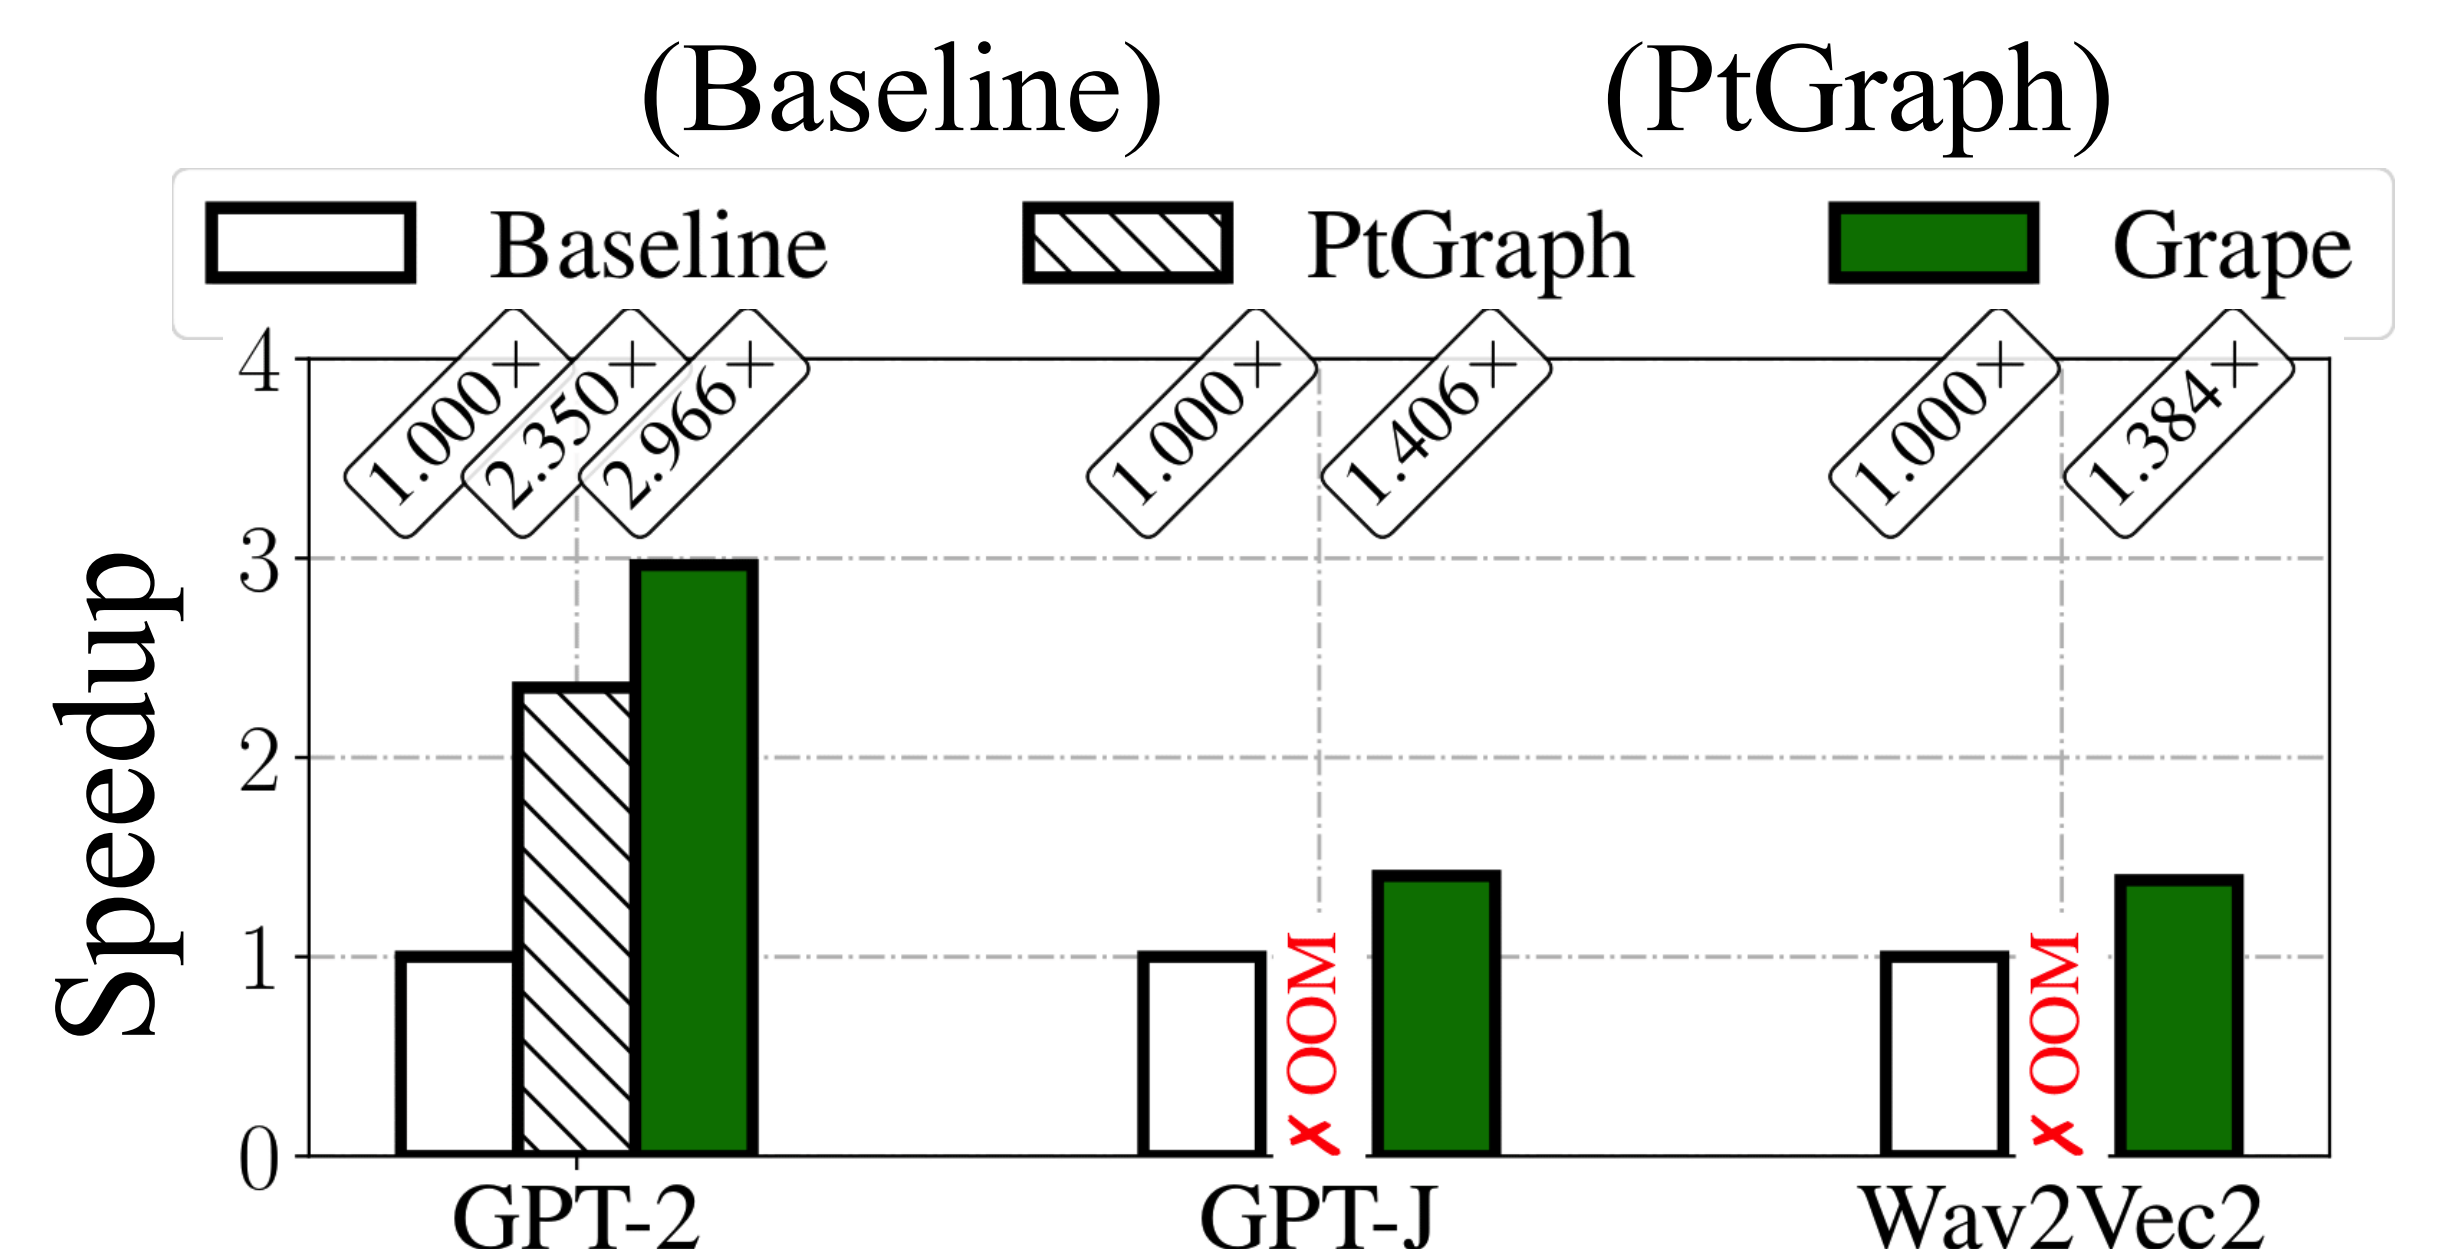 (Baseline) (PtGraph)
Baseline PtGraph Grape
1.000× 2.350× 2.966× 1.000× 1.406× 1.000× 1.384×
4
3
2
1
0
Speedup
✗ OOM ✗ OOM
GPT-2 GPT-J Wav2Vec2